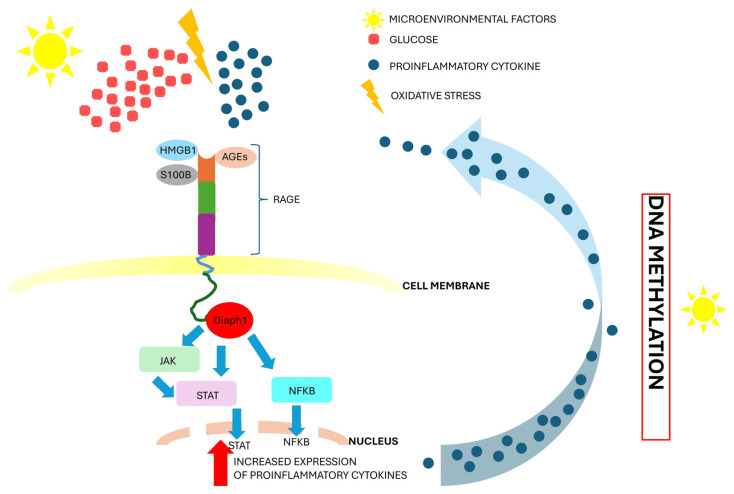 MICROENVIRONMENTAL FACTORS
GLUCOSE
PROINFLAMMATORY CYTOKINE
OXIDATIVE STRESS
HMGB1
AGEs
S100B
RAGE
CELL MEMBRANE
Diaph1
JAK
STAT
NFKB
NUCLEUS
STAT
NFKB
INCREASED EXPRESSION
OF PROINFLAMMATORY CYTOKINES
DNA METHYLATION